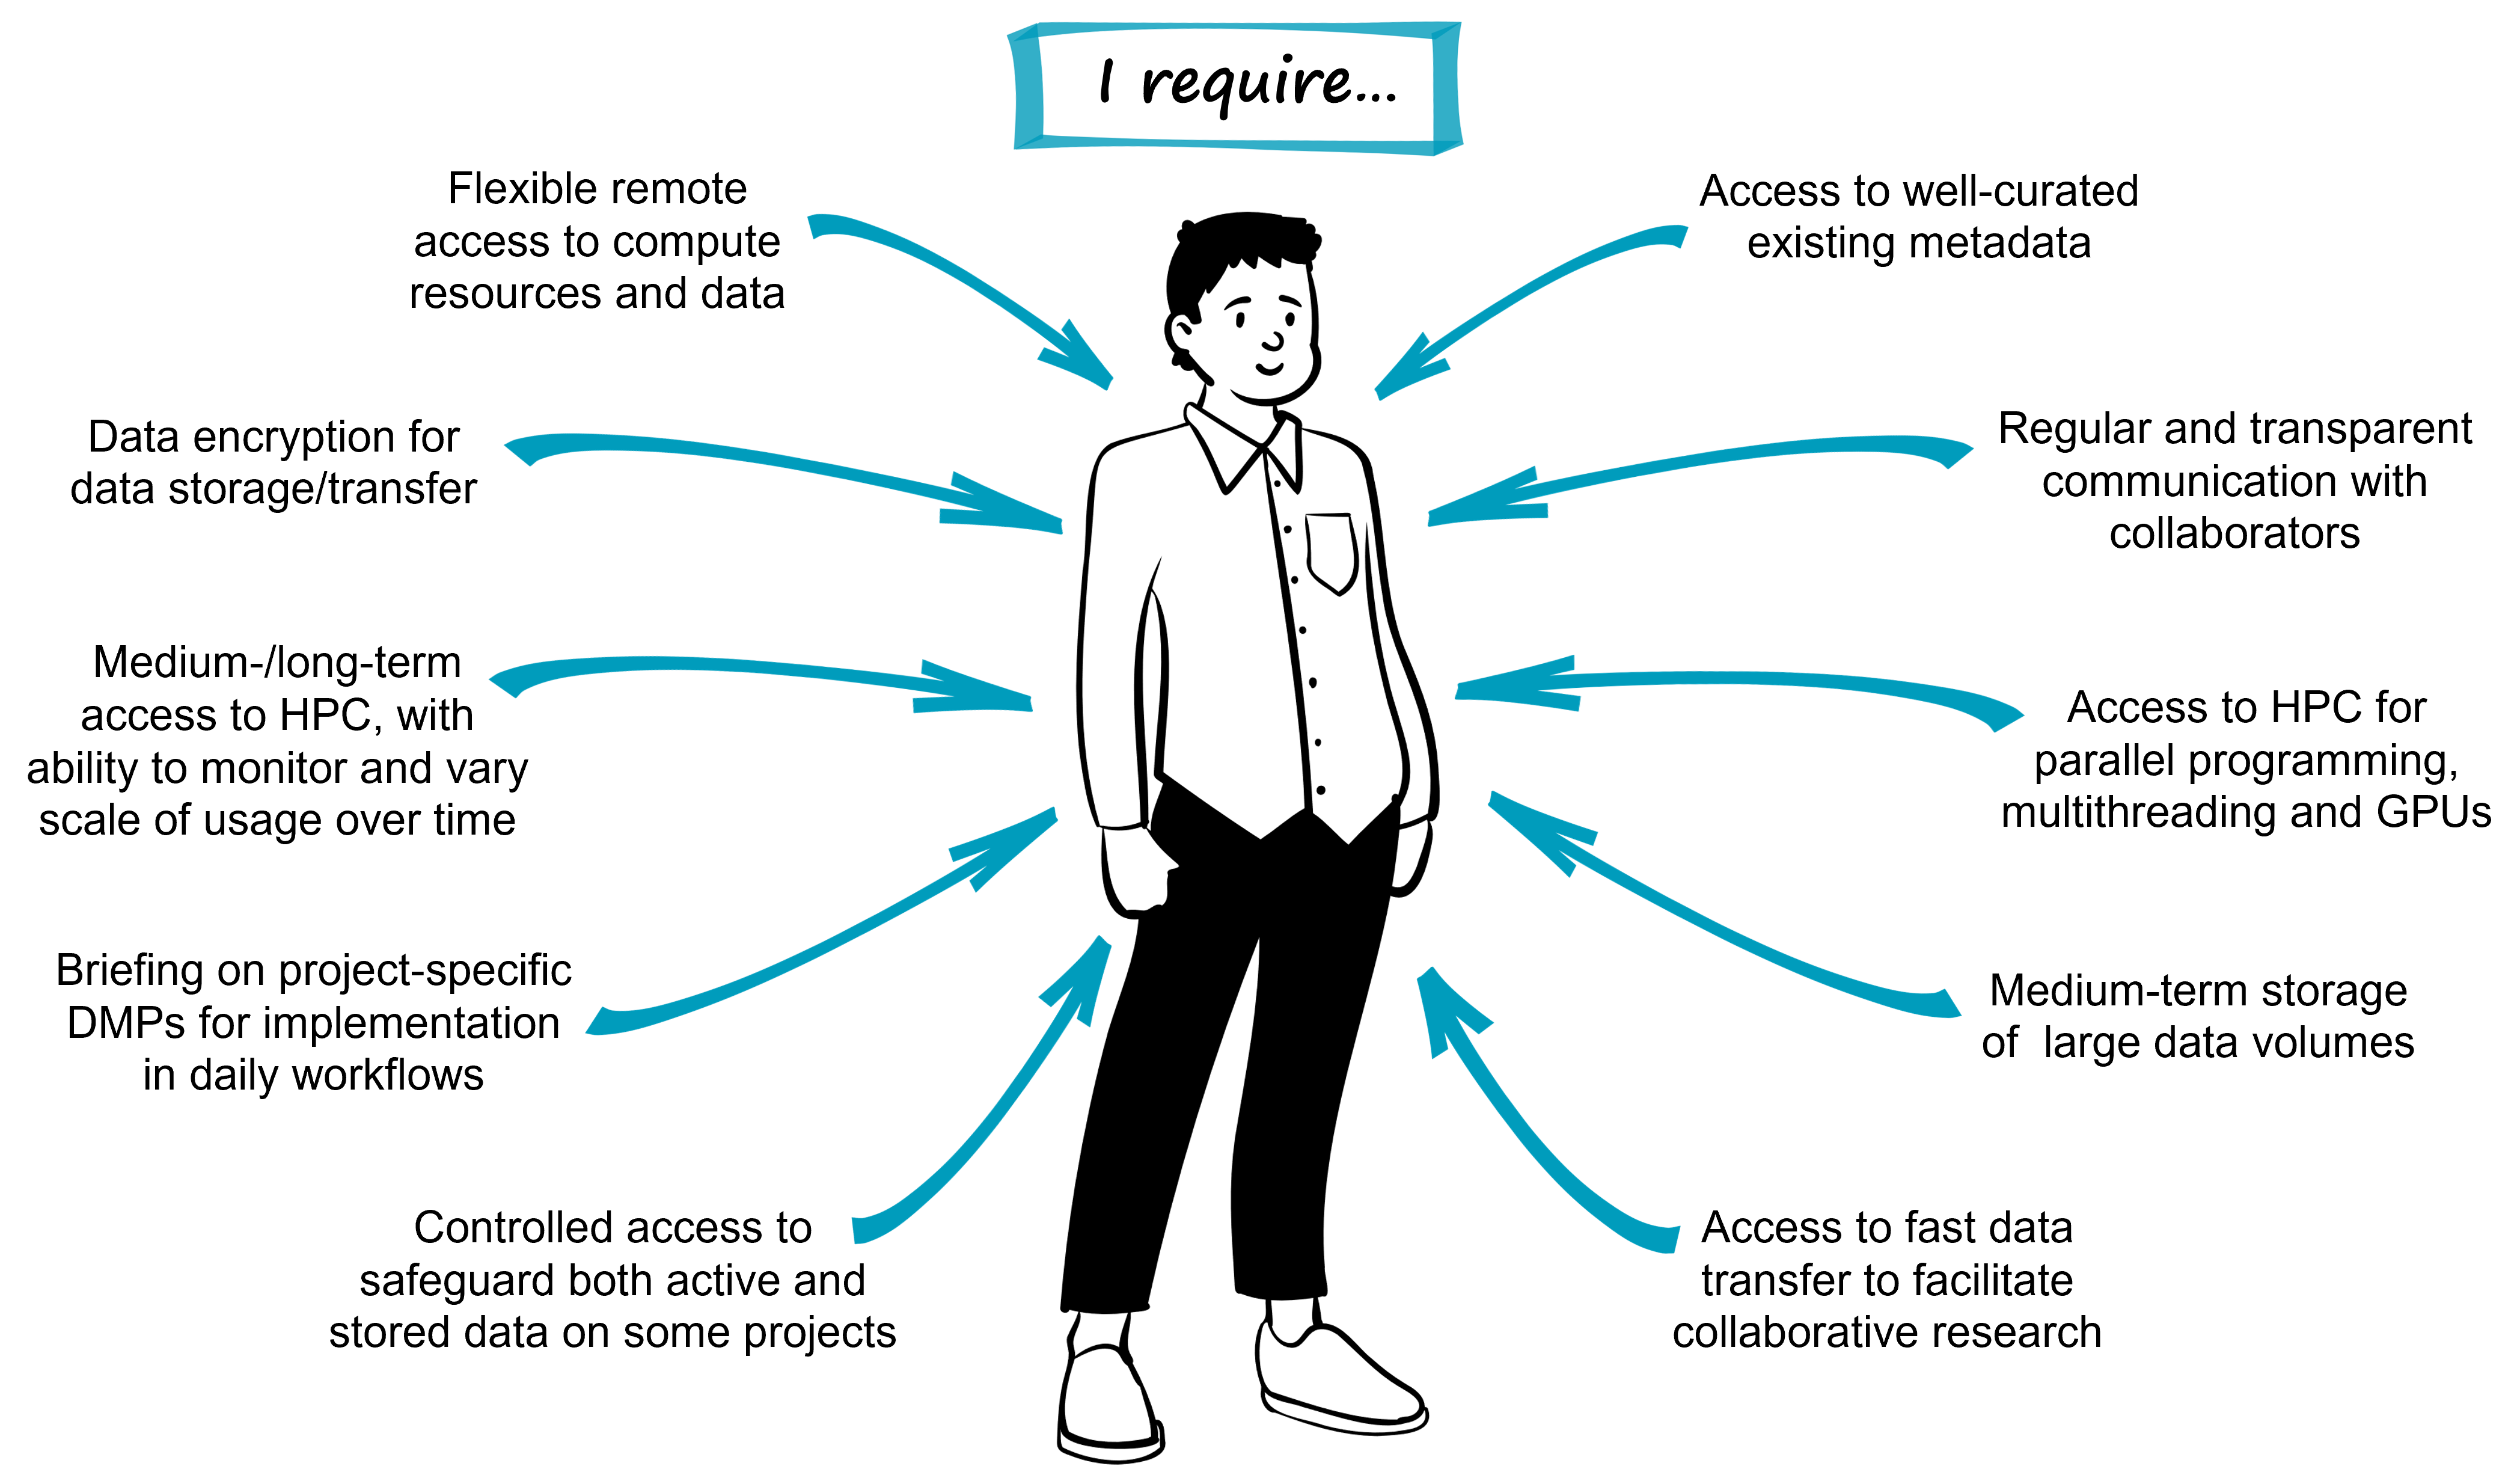 I require...
Flexible remote
access to compute
resources and data
Data encryption for
data storage/transfer
Medium-/long-term
access to HPC, with
ability to monitor and vary
scale of usage over time
Briefing on project-specific
DMPs for implementation
in daily workflows
Controlled access to
safeguard both active and
stored data on some projects
Access to well-curated
existing metadata
Regular and transparent
communication with
collaborators
Access to HPC for
parallel programming,
multithreading and GPUs
Medium-term storage
of large data volumes
Access to fast data
transfer to facilitate
collaborative research